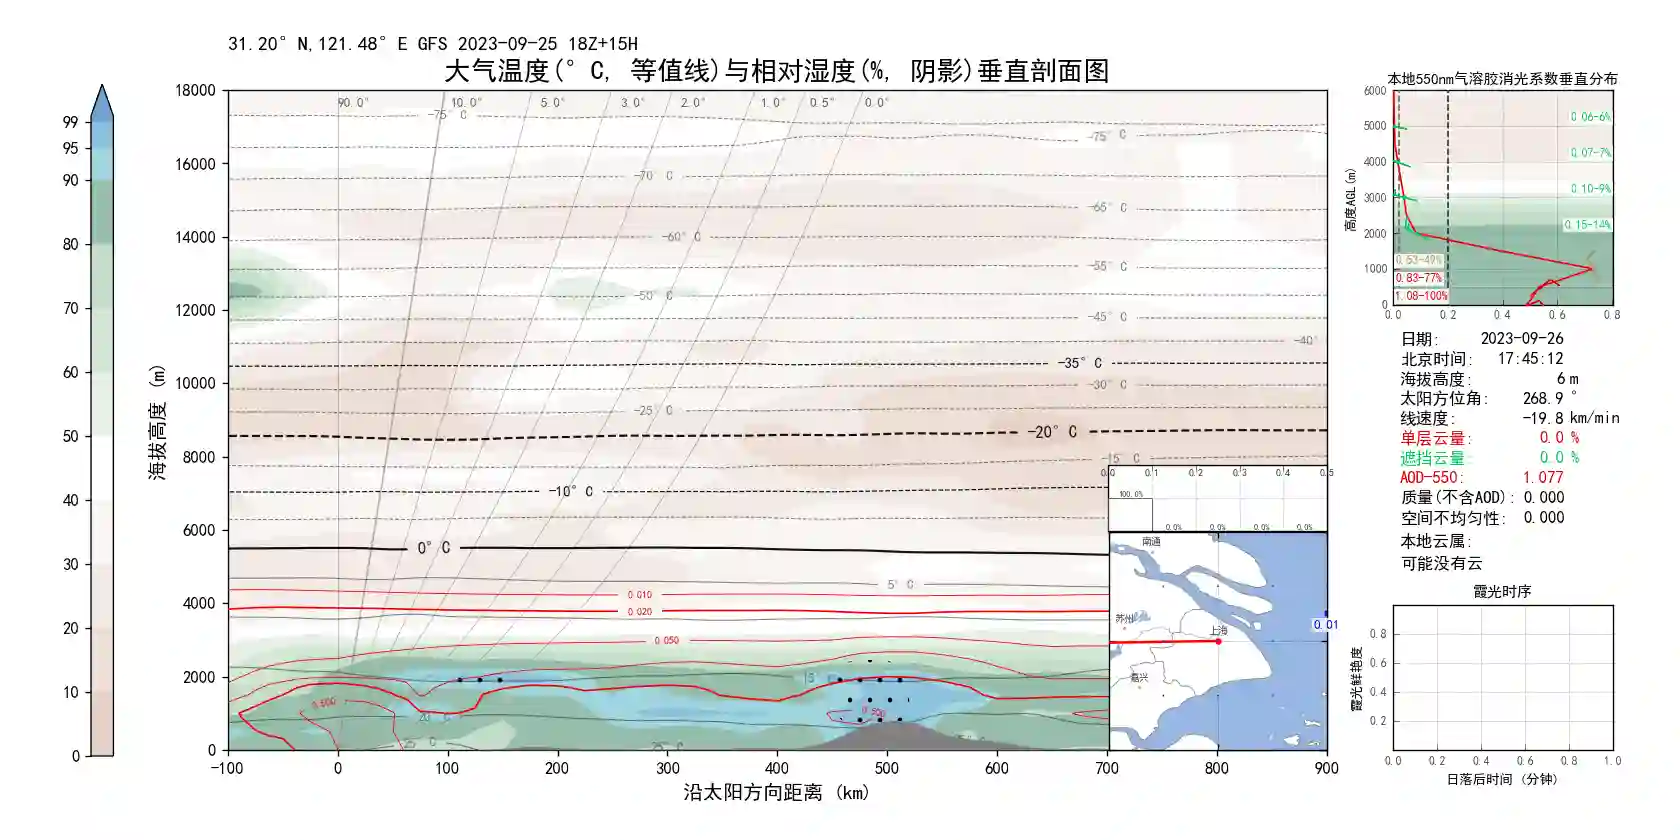 31.20° N,121.48° E GFS 2023-09-25 18Z+15H
大气温度(° C, 等值线)与相对湿度(%, 阴影)垂直剖面图
99
95
90
80
70
60
50
40
30
20
10
0
海拔高度 (m)
18000
16000
14000
12000
10000
8000
6000
4000
2000
0
90.0° 10.0° 5.0° 3.0° 2.0° 1.0° 0.5° 0.0°
-75° C
-75° C
-70° C
-65° C
-60° C
-55° C
-50° C
-45° C
-40°
-35° C
-30° C
-25° C
-20° C
-15° C
-10° C
0° C
5° C
0.010
0.020
0.050
0.500
20° C
-100 0 100 200 300 400 500 600 700 800 900
沿太阳方向距离 (km)
0.0 0.1 0.2 0.3 0.4 0.5
100.0%
0.0% 0.0% 0.0% 0.0%
南通
苏州
上海
嘉兴
0.01
本地550nm气溶胶消光系数垂直分布
高度AGL(m)
6000
5000
4000
3000
2000
1000
0
0.06-6%
0.07-7%
0.10-9%
0.15-14%
0.53-49%
0.83-77%
1.08-100%
0.0 0.2 0.4 0.6 0.8
日期: 2023-09-26
北京时间: 17:45:12
海拔高度: 6 m
太阳方位角: 268.9 °
线速度: -19.8 km/min
单层云量: 0.0 %
遮挡云量: 0.0 %
AOD-550: 1.077
质量(不含AOD): 0.000
空间不均匀性: 0.000
本地云属:
可能没有云
霞光时序
霞光鲜艳度
0.8
0.6
0.4
0.2
0.0 0.2 0.4 0.6 0.8 1.0
日落后时间 (分钟)